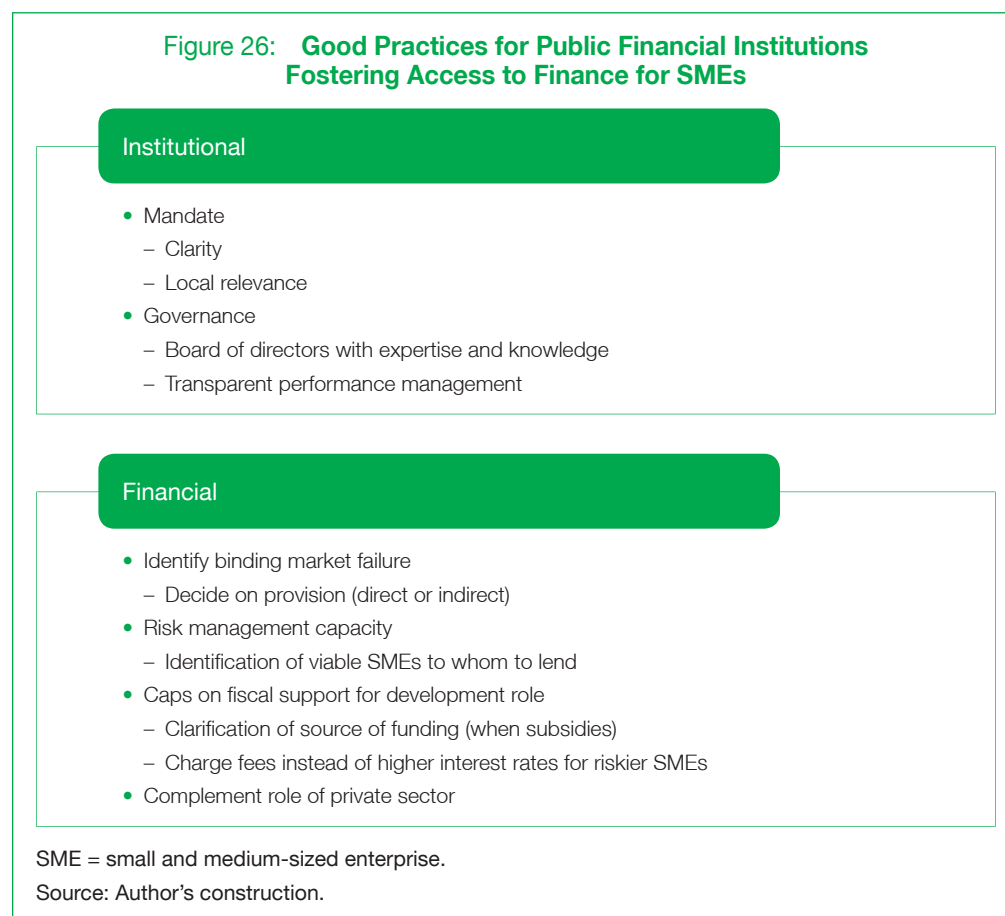 Figure 26: Good Practices for Public Financial Institutions
Fostering Access to Finance for SMEs
Institutional
• Mandate
– Clarity
– Local relevance
• Governance
– Board of directors with expertise and knowledge
– Transparent performance management
Financial
• Identify binding market failure
– Decide on provision (direct or indirect)
• Risk management capacity
– Identification of viable SMEs to whom to lend
• Caps on fiscal support for development role
– Clarification of source of funding (when subsidies)
– Charge fees instead of higher interest rates for riskier SMEs
• Complement role of private sector
SME = small and medium-sized enterprise.
Source: Author’s construction.